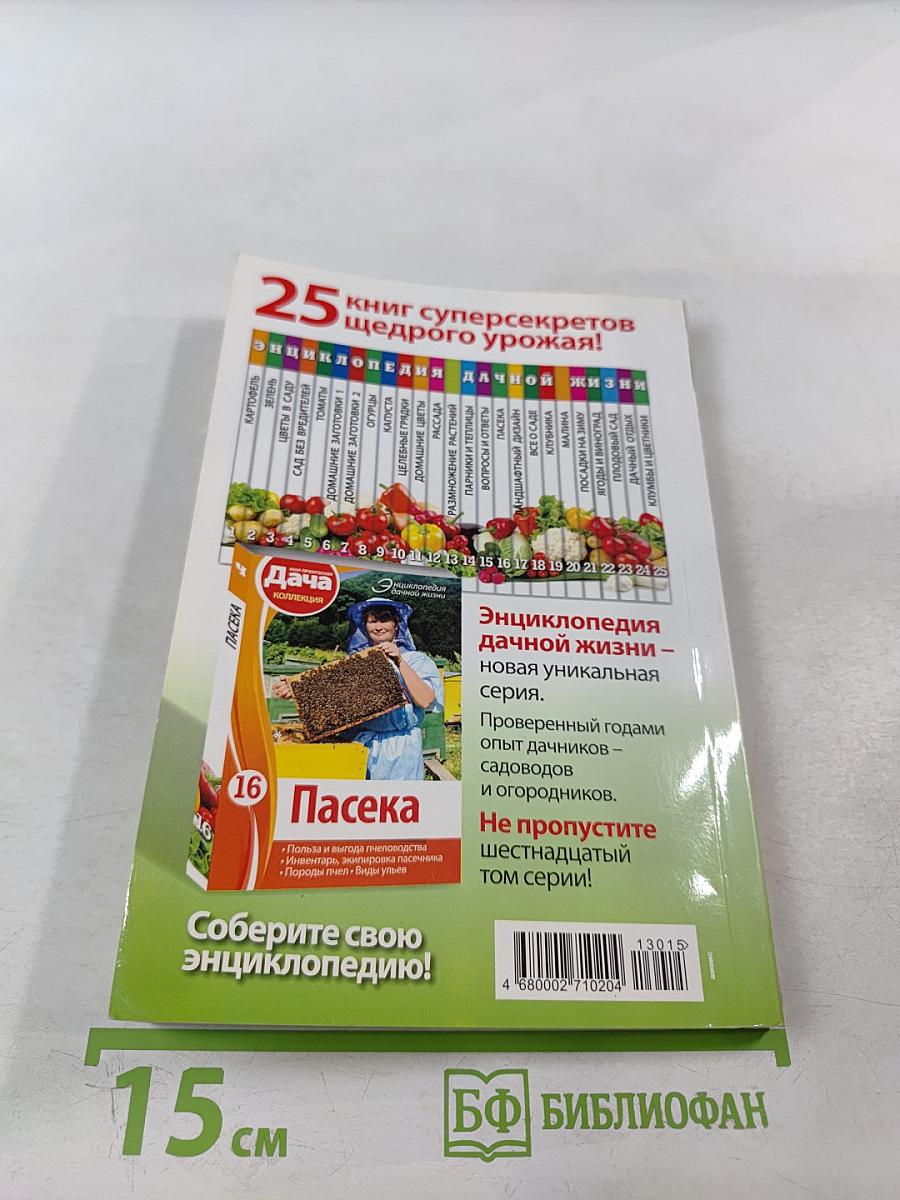 25 книг суперсекретов
щедрого урожая!
ЭНЦИКЛОПЕДИЯ ДАЧНОЙ ЖИЗНИ
КАРТОФЕЛЬ
ЗЕЛЕНЬ
ЦВЕТЫ В САДУ
САД БЕЗ ВРЕДИТЕЛЕЙ
ТОМАТЫ
ДОМАШНИЕ ЗАГОТОВКИ 1
ДОМАШНИЕ ЗАГОТОВКИ 2
ОГУРЦЫ
КАПУСТА
ЦЕЛЕБНЫЕ ГРЯДКИ
ДОМАШНИЕ ЦВЕТЫ
РАССАДА
РАЗМНОЖЕНИЕ РАСТЕНИЙ
ПАРНИКИ И ТЕПЛИЦЫ
ВОПРОСЫ И ОТВЕТЫ
ПАСЕКА
ЛАНДШАФТНЫЙ ДИЗАЙН
ВСЕ О САДЕ
КЛУБНИКА
МАЛИНА
ПОСАДКИ НА ЗИМУ
ЯГОДЫ И ВИНОГРАД
ПЛОДОВЫЙ САД
ДАЧНЫЙ ОТДЫХ
КЛУМБЫ И ЦВЕТНИКИ
1 2 3 4 5 6 7 8 9 10 11 12 13 14 15 16 17 18 19 20 21 22 23 24 25
Ч
ПАСЕКА
16
МОЯ ПРЕКРАСНАЯ
Дача
КОЛЛЕКЦИЯ
Энциклопедия
дачной жизни
16
Пасека
• Польза и выгода пчеловодства
• Инвентарь, экипировка пасечника
• Породы пчел • Виды ульев
Энциклопедия
дачной жизни –
новая уникальная
серия.
Проверенный годами
опыт дачников –
садоводов
и огородников.
Не пропустите
шестнадцатый
том серии!
Соберите свою
энциклопедию!
13015>
4 680002 710204
15 см
БФ БИБЛИОФАН